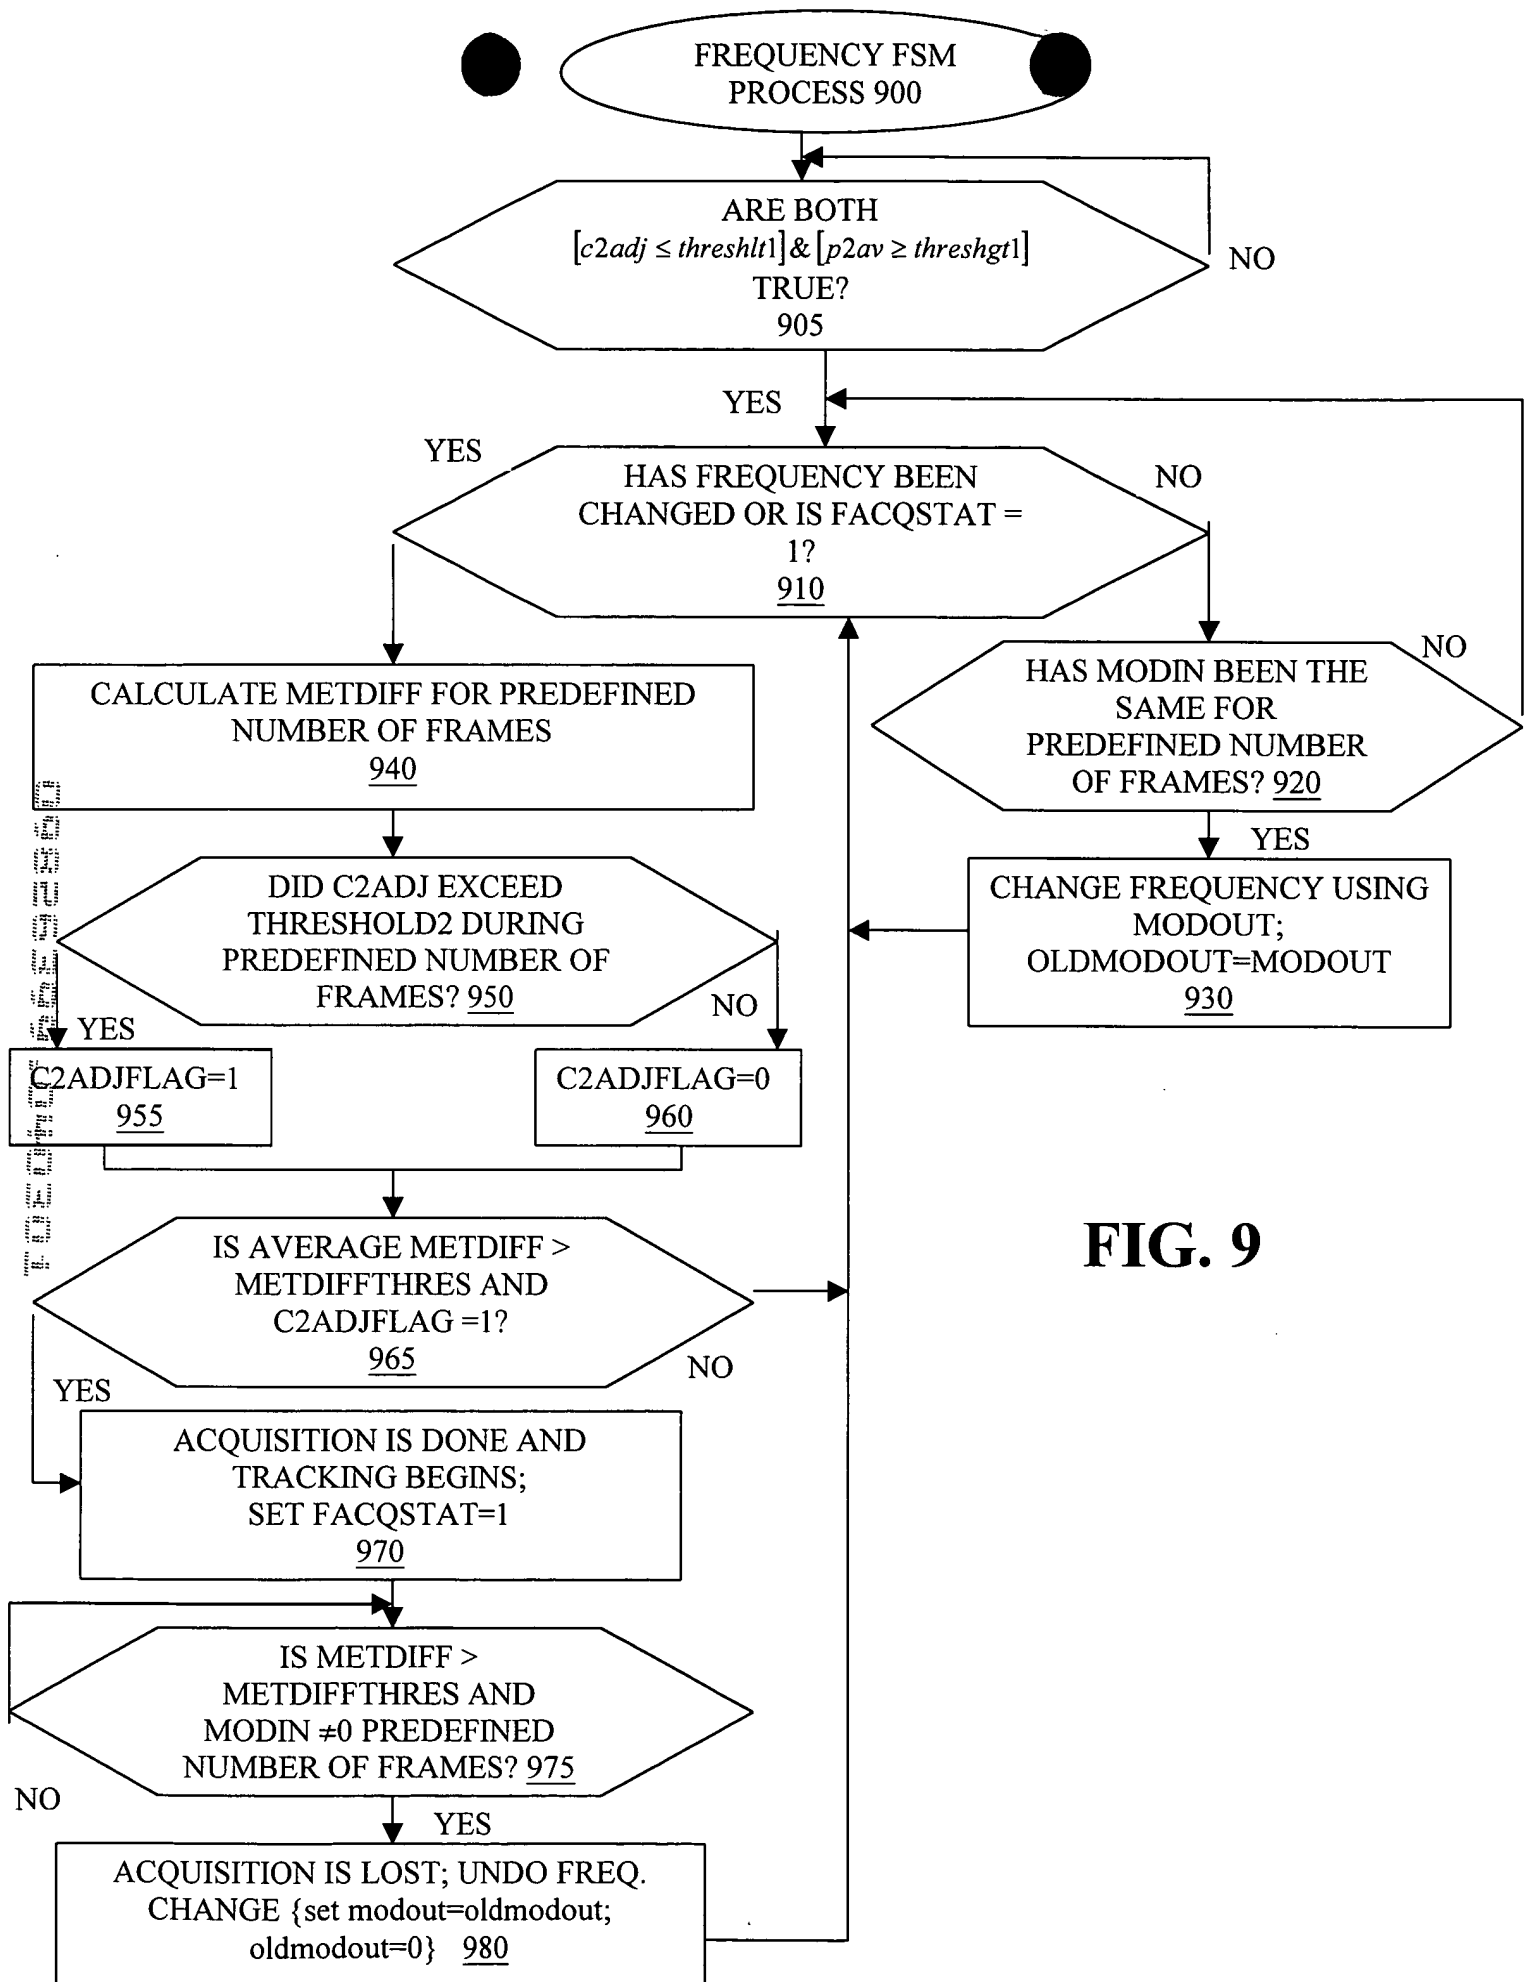 FREQUENCY FSM
PROCESS 900
ARE BOTH
[c2adj ≤ threshlt1] & [p2av ≥ threshgt1]
TRUE?
905
NO
YES
YES
HAS FREQUENCY BEEN
CHANGED OR IS FACQSTAT =
1?
910
NO
CALCULATE METDIFF FOR PREDEFINED
NUMBER OF FRAMES
940
HAS MODIN BEEN THE
SAME FOR
PREDEFINED NUMBER
OF FRAMES? 920
NO
YES
DID C2ADJ EXCEED
THRESHOLD2 DURING
PREDEFINED NUMBER OF
FRAMES? 950
YES
NO
CHANGE FREQUENCY USING
MODOUT;
OLDMODOUT=MODOUT
930
C2ADJFLAG=1
955
C2ADJFLAG=0
960
IS AVERAGE METDIFF >
METDIFFTHRES AND
C2ADJFLAG =1?
965
NO
YES
FIG. 9
ACQUISITION IS DONE AND
TRACKING BEGINS;
SET FACQSTAT=1
970
IS METDIFF >
METDIFFTHRES AND
MODIN ≠0 PREDEFINED
NUMBER OF FRAMES? 975
NO
YES
ACQUISITION IS LOST; UNDO FREQ.
CHANGE {set modout=oldmodout;
oldmodout=0} 980